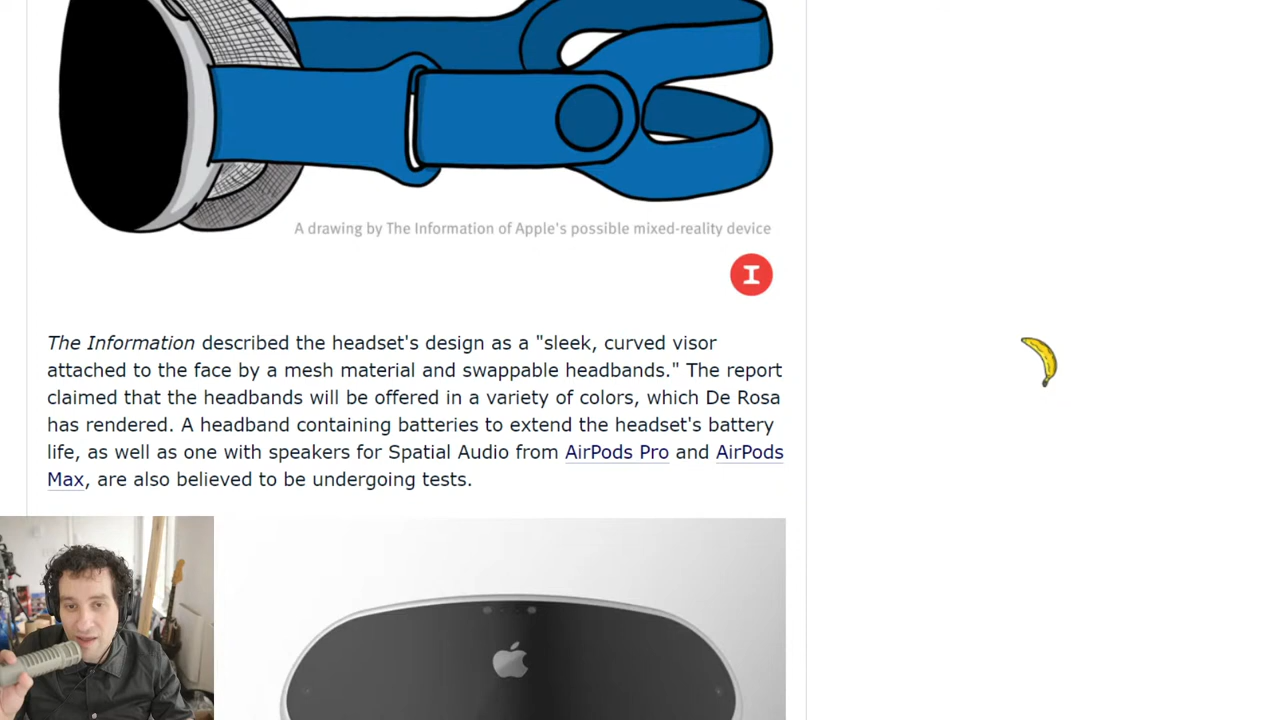 A drawing by The Information of Apple's possible mixed-reality device
I
The Information described the headset's design as a "sleek, curved visor
attached to the face by a mesh material and swappable headbands." The report
claimed that the headbands will be offered in a variety of colors, which De Rosa
has rendered. A headband containing batteries to extend the headset's battery
life, as well as one with speakers for Spatial Audio from AirPods Pro and AirPods
Max, are also believed to be undergoing tests.